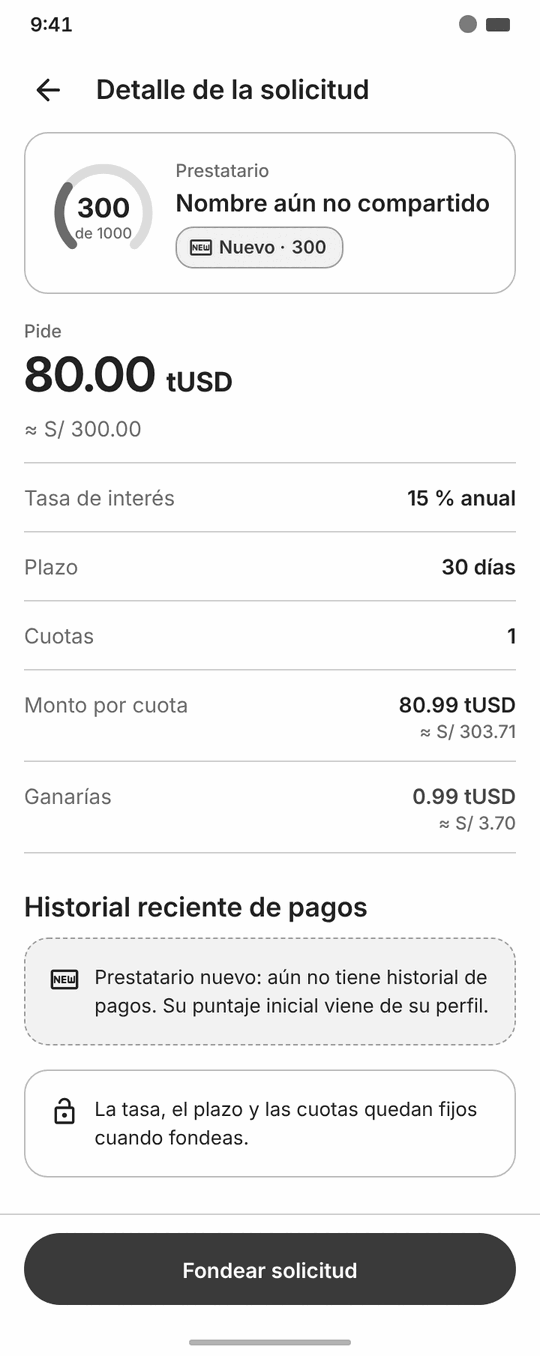 9:41
Detalle de la solicitud
300
de 1000
Prestatario
Nombre aún no compartido
NEW Nuevo · 300
Pide
80.00 tUSD
≈ S/ 300.00
Tasa de interés 15 % anual
Plazo 30 días
Cuotas 1
Monto por cuota 80.99 tUSD
≈ S/ 303.71
Ganarías 0.99 tUSD
≈ S/ 3.70
Historial reciente de pagos
NEW Prestatario nuevo: aún no tiene historial de
pagos. Su puntaje inicial viene de su perfil.
La tasa, el plazo y las cuotas quedan fijos
cuando fondeas.
Fondear solicitud